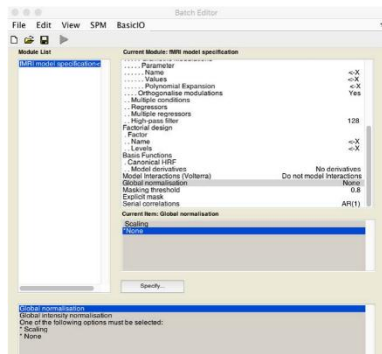 Batch Editor
File Edit View SPM BasicIO
Module List
fMRI model specification<-X
Current Module: fMRI model specification
. . . . . Parameter
. . . . . . Name <-X
. . . . . . Values <-X
. . . . . . Polynomial Expansion <-X
. . . . Orthogonalise modulations Yes
. . Multiple conditions
. . Regressors
. . Multiple regressors
. . High-pass filter 128
Factorial design
. Factor
. . Name <-X
. . Levels <-X
Basis Functions
. Canonical HRF
. . Model derivatives No derivatives
Model Interactions (Volterra) Do not model Interactions
Global normalisation None
Masking threshold 0.8
Explicit mask
Serial correlations AR(1)
Current Item: Global normalisation
Scaling
*None
Specify...
Global normalisation
Global intensity normalisation
One of the following options must be selected:
* Scaling
* None